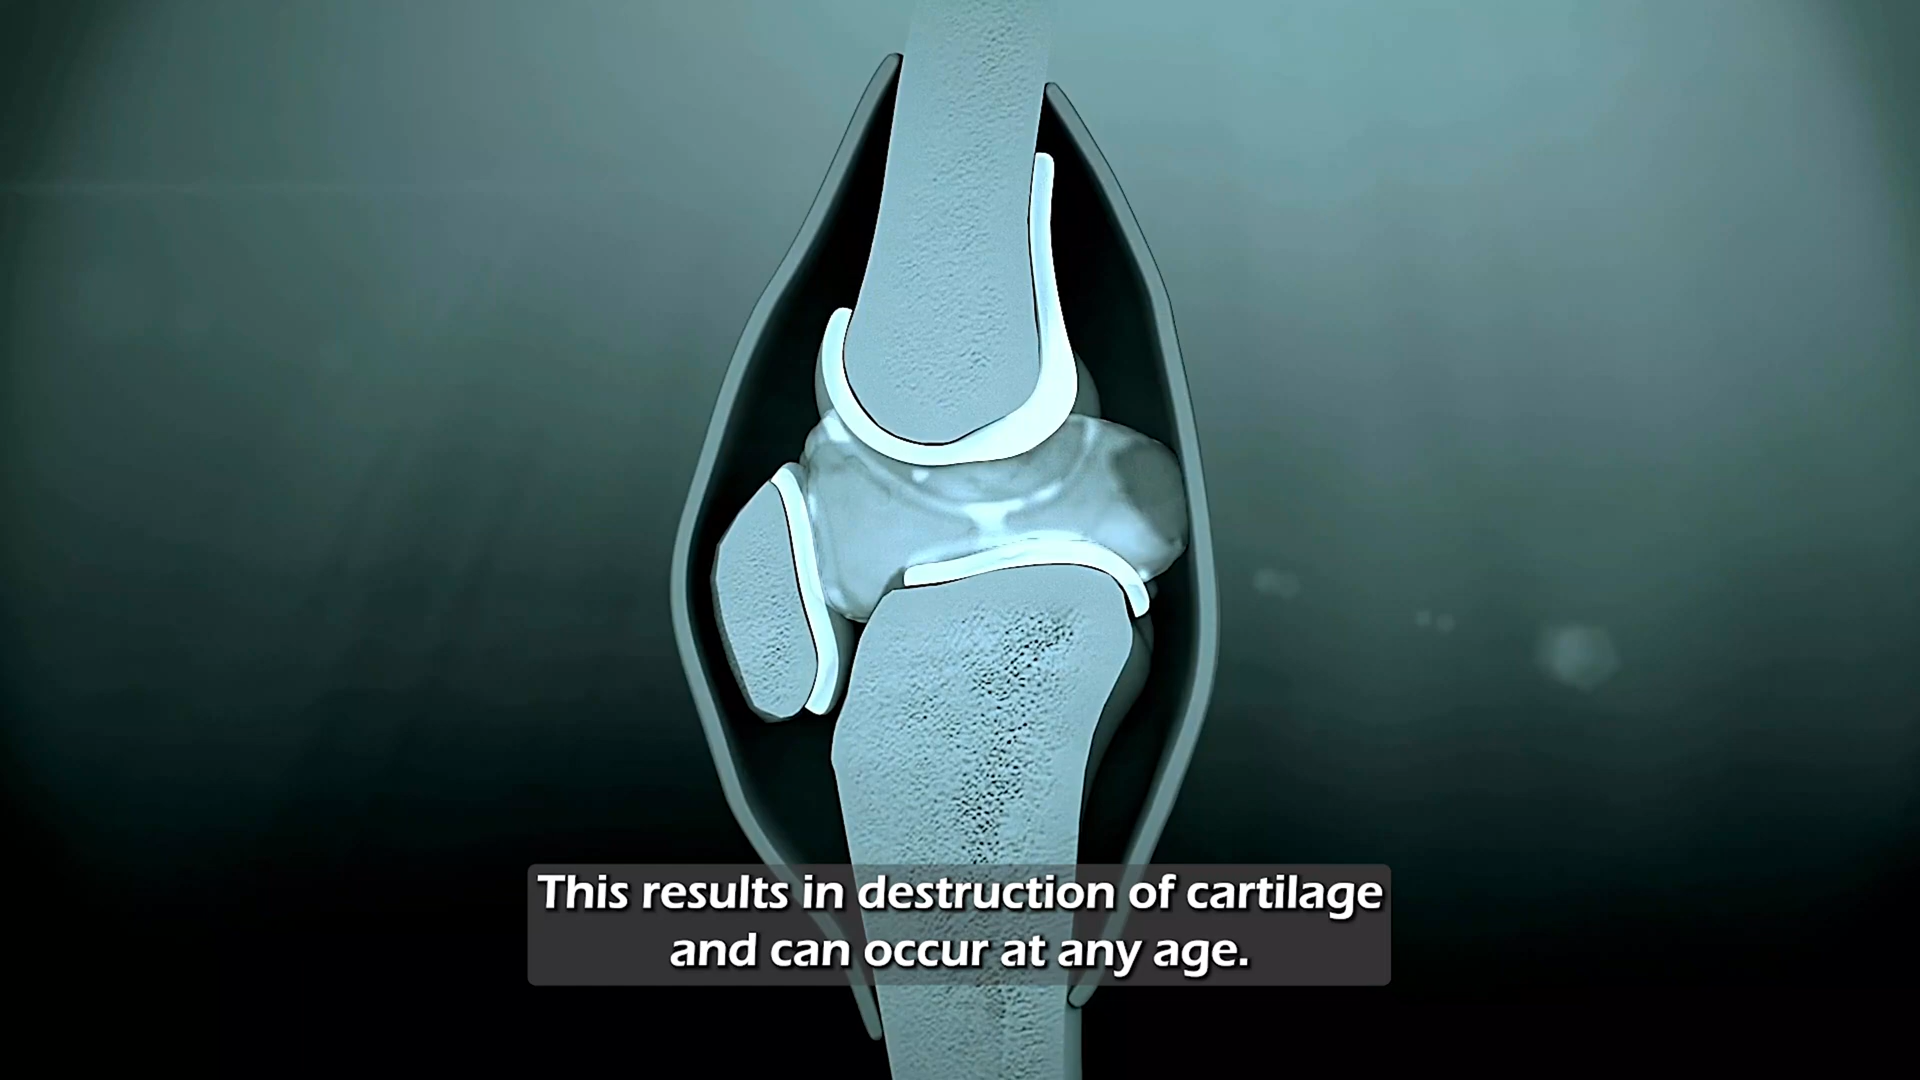 This results in destruction of cartilage
and can occur at any age.